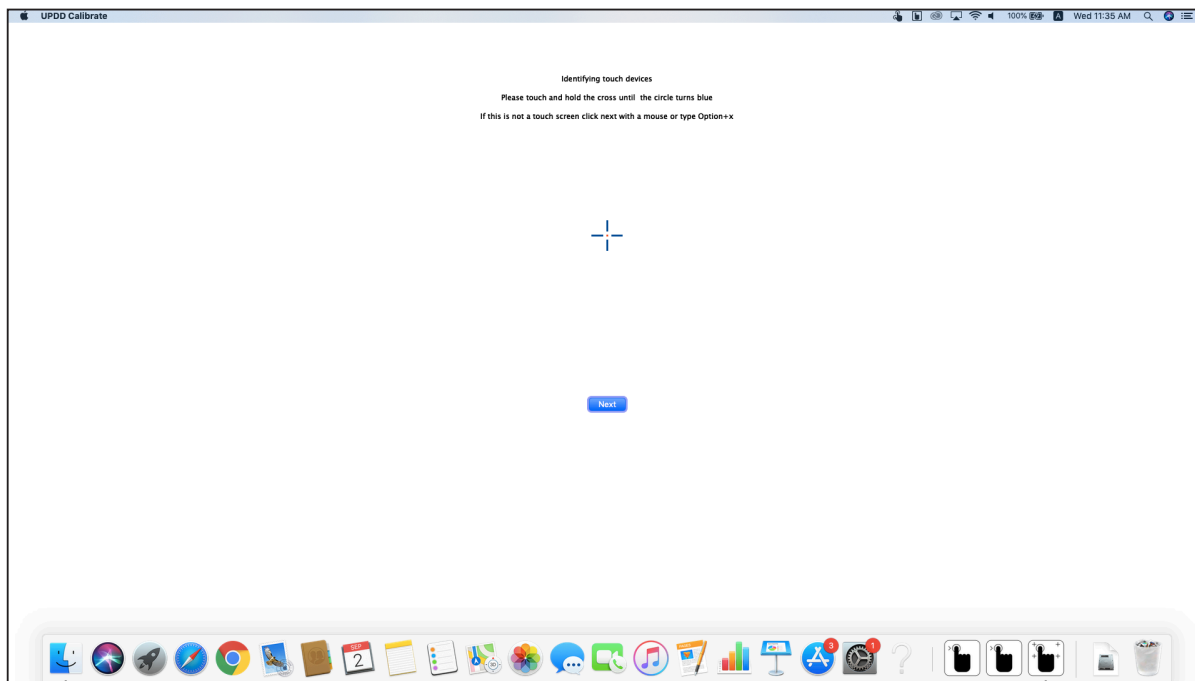 UPDD Calibrate
100%
A
Wed 11:35 AM
Identifying touch devices
Please touch and hold the cross until  the circle turns blue
If this is not a touch screen click next with a mouse or type Option+x
Next
SEP
2
3D
3
1